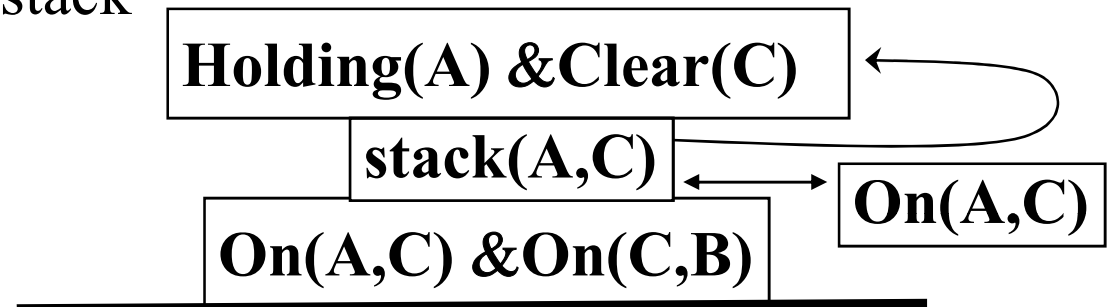 stack
Holding(A) &Clear(C)
stack(A,C)
On(A,C)
On(A,C) &On(C,B)